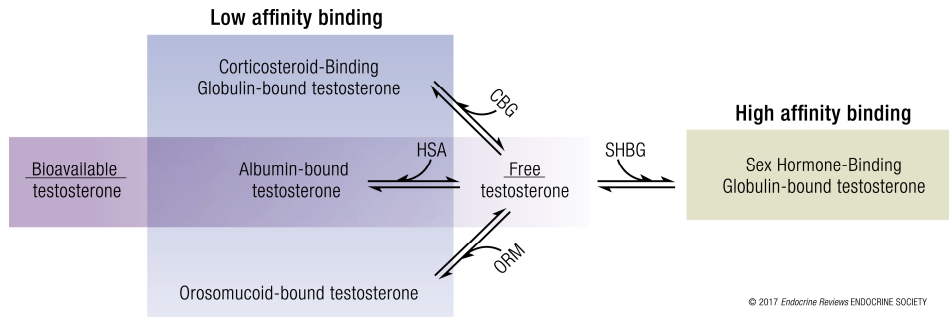 Low affinity binding
Corticosteroid-Binding
Globulin-bound testosterone
CBG
High affinity binding
Bioavailable
testosterone
Albumin-bound
testosterone
HSA
Free
testosterone
SHBG
Sex Hormone-Binding
Globulin-bound testosterone
ORM
Orosomucoid-bound testosterone
© 2017 Endocrine Reviews ENDOCRINE SOCIETY